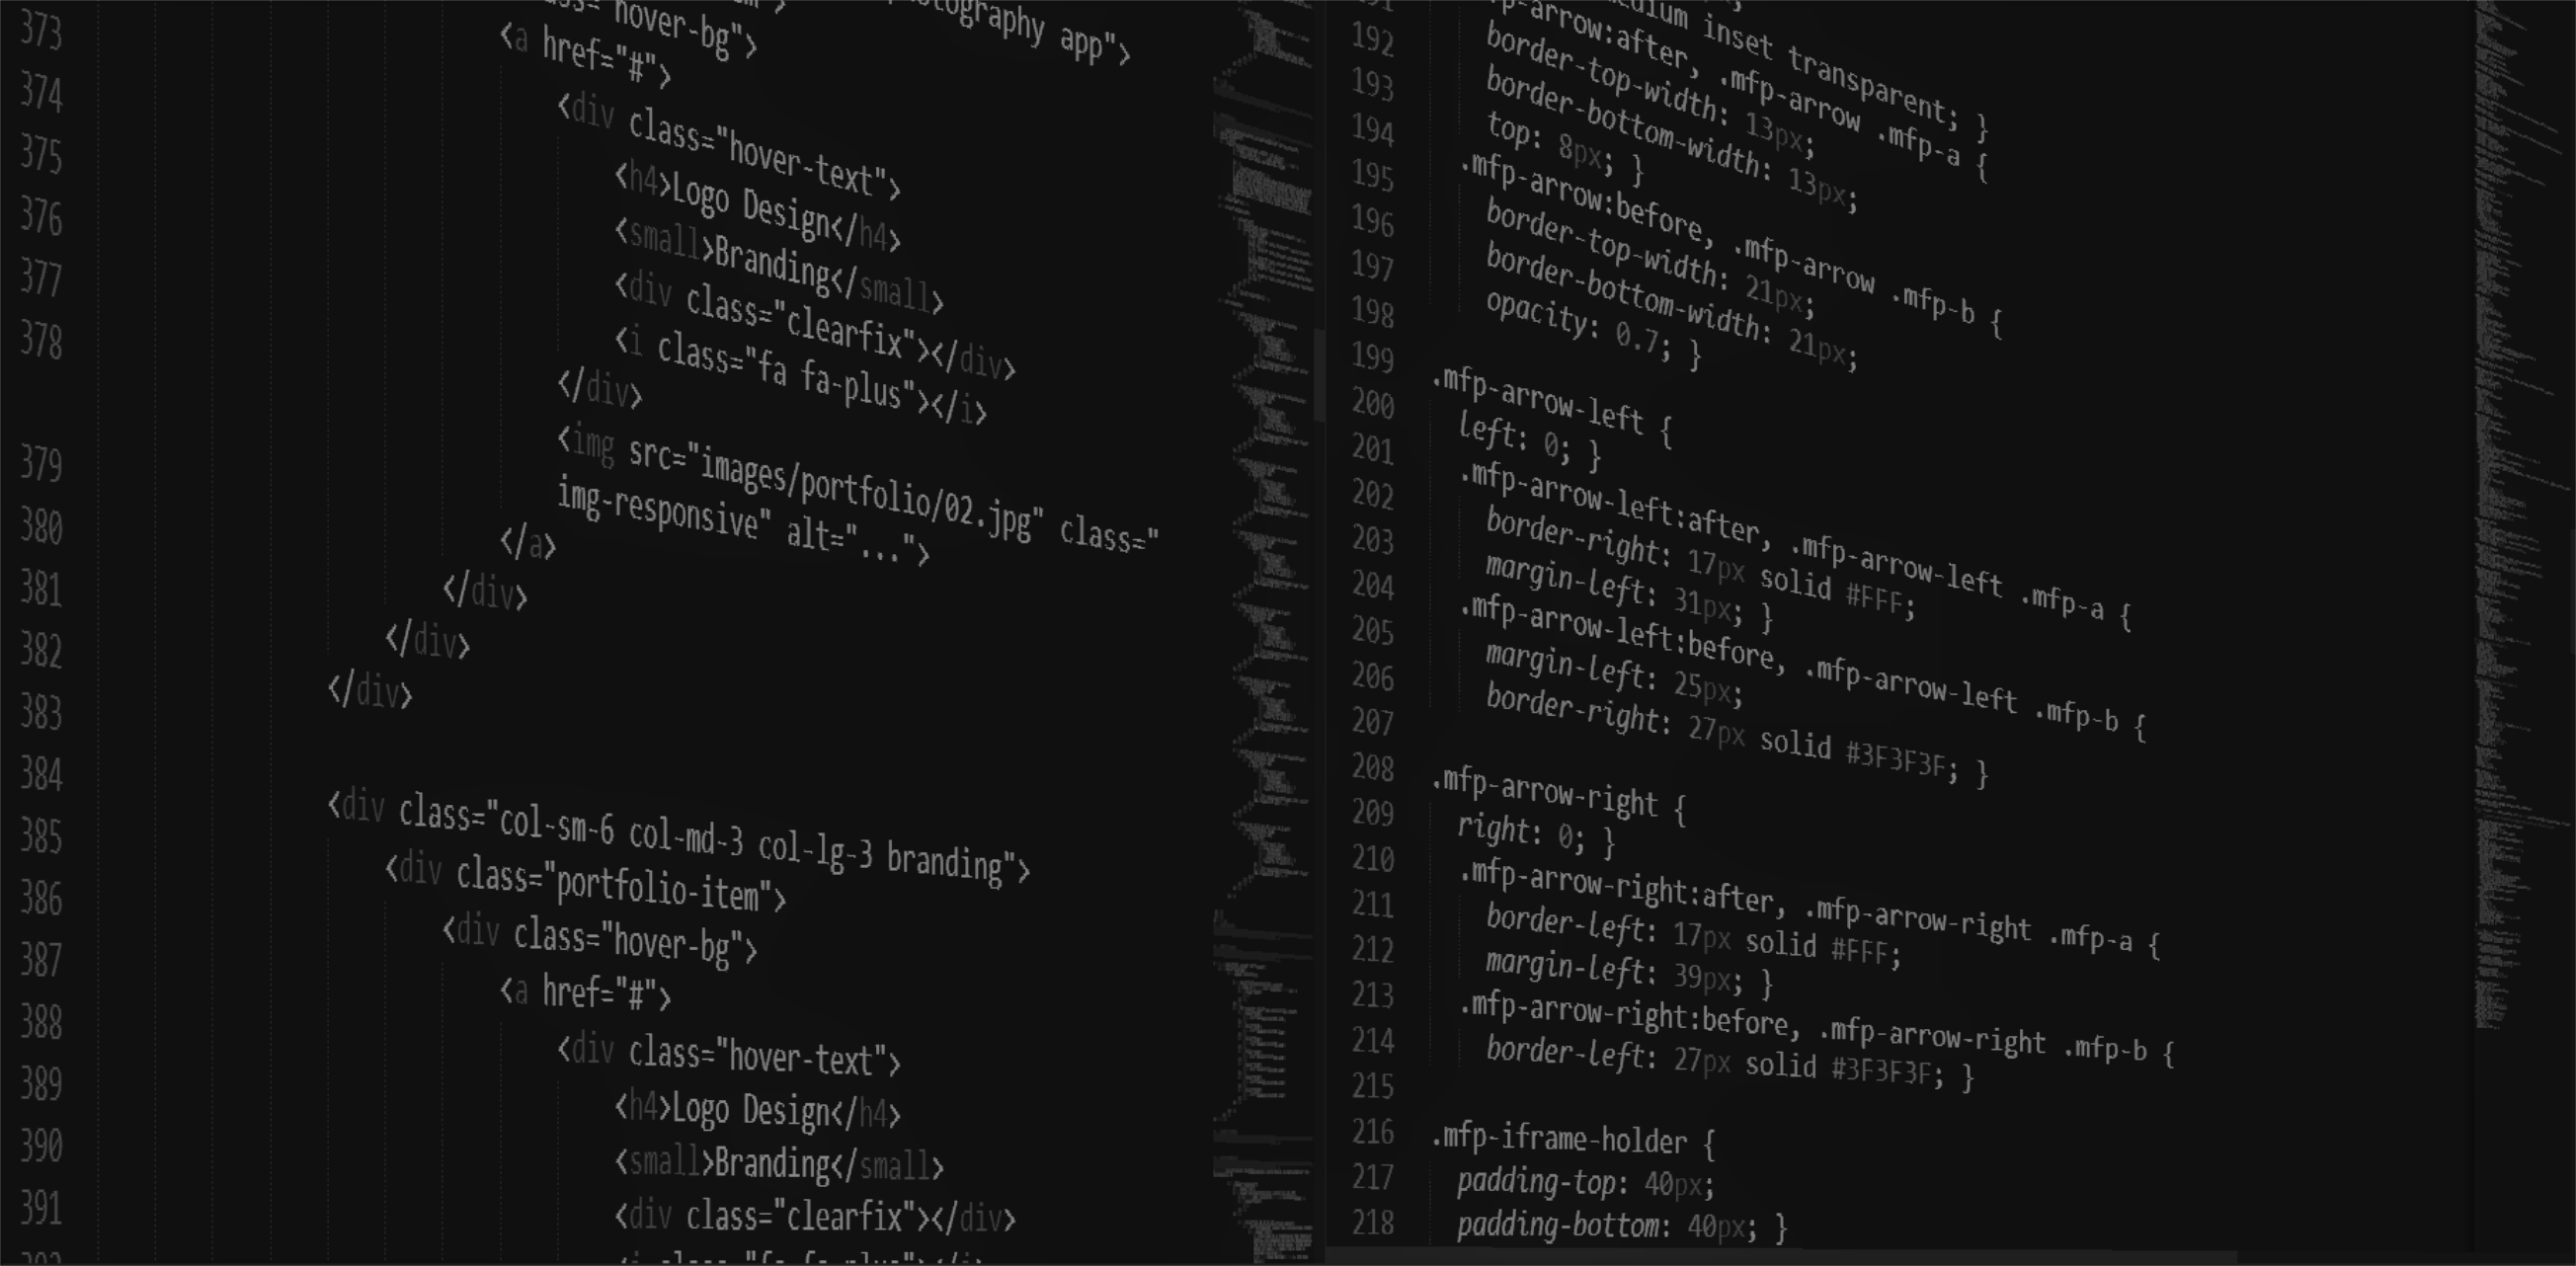 373
374
375
376
377
378
379
380
381
382
383
384
385
386
387
388
389
390
391
hover-bg">
ography app">
<a href="#">
<div class="hover-text">
<h4>Logo Design</h4>
<small>Branding</small>
<div class="clearfix"></div>
<i class="fa fa-plus"></i>
</div>
<img src="images/portfolio/02.jpg" class="
img-responsive" alt="...">
</a>
</div>
</div>
</div>
<div class="col-sm-6 col-md-3 col-lg-3 branding">
<div class="portfolio-item">
<div class="hover-bg">
<a href="#">
<div class="hover-text">
<h4>Logo Design</h4>
<small>Branding</small>
<div class="clearfix"></div>
192
193
194
195
196
197
198
199
200
201
202
203
204
205
206
207
208
209
210
211
212
213
214
215
216
217
218
inset transparent; }
.mfp-arrow:after, .mfp-arrow .mfp-a {
border-top-width: 13px;
border-bottom-width: 13px;
top: 8px; }
.mfp-arrow:before, .mfp-arrow .mfp-b {
border-top-width: 21px;
border-bottom-width: 21px;
opacity: 0.7; }
.mfp-arrow-left {
left: 0; }
.mfp-arrow-left:after, .mfp-arrow-left .mfp-a {
border-right: 17px solid #FFF;
margin-left: 31px; }
.mfp-arrow-left:before, .mfp-arrow-left .mfp-b {
margin-left: 25px;
border-right: 27px solid #3F3F3F; }
.mfp-arrow-right {
right: 0; }
.mfp-arrow-right:after, .mfp-arrow-right .mfp-a {
border-left: 17px solid #FFF;
margin-left: 39px; }
.mfp-arrow-right:before, .mfp-arrow-right .mfp-b {
border-left: 27px solid #3F3F3F; }
.mfp-iframe-holder {
padding-top: 40px;
padding-bottom: 40px; }